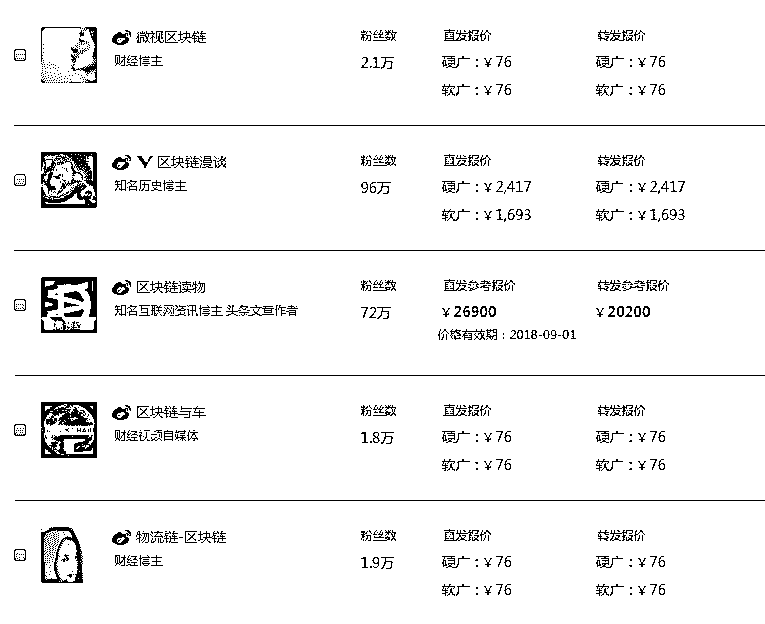 微视区块链 粉丝数 直发报价 转发报价
财经博主 2.1万 硬广：¥ 76 硬广：¥ 76
软广：¥ 76 软广：¥ 76
V 区块链漫谈 粉丝数 直发报价 转发报价
知名历史博主 96万 硬广：¥ 2,417 硬广：¥ 2,417
软广：¥ 1,693 软广：¥ 1,693
区块链读物 粉丝数 直发参考报价 转发参考报价
知名互联网资讯博主 头条文章作者 72万 ¥ 26900 ¥ 20200
价格有效期：2018-09-01
区块链与车 粉丝数 直发报价 转发报价
财经视频自媒体 1.8万 硬广：¥ 76 硬广：¥ 76
软广：¥ 76 软广：¥ 76
物流链-区块链 粉丝数 直发报价 转发报价
财经博主 1.9万 硬广：¥ 76 硬广：¥ 76
软广：¥ 76 软广：¥ 76